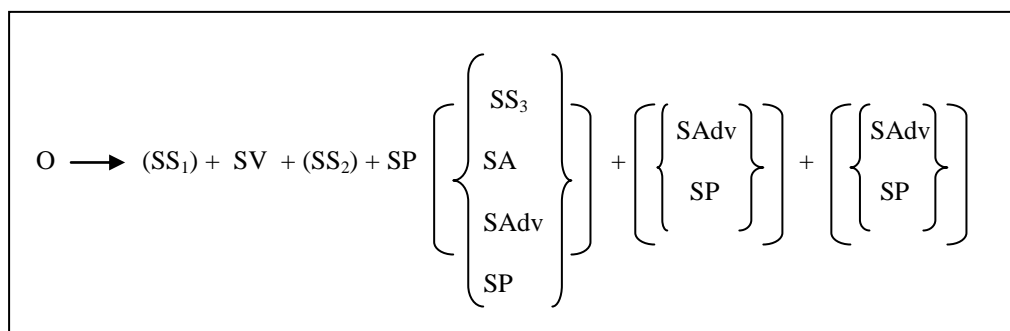 SS₃
SAdv SAdv
O → (SS₁) + SV + (SS₂) + SP SA + +
SP SP
SAdv
SP